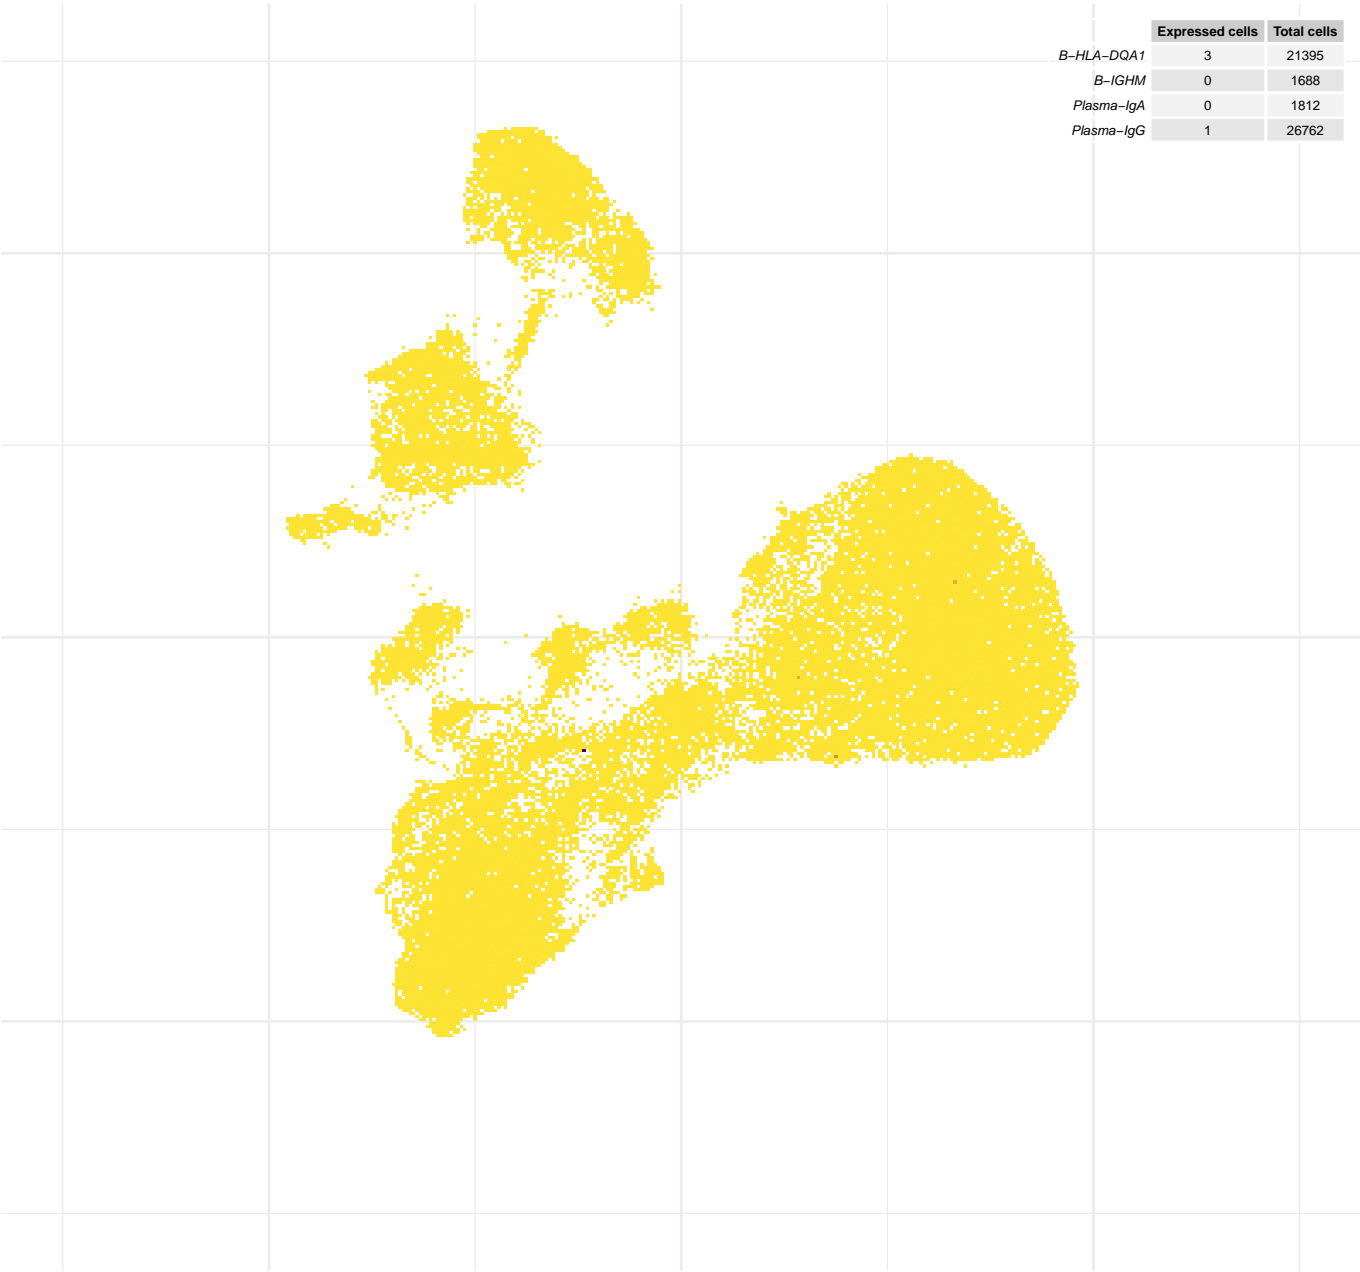 Expressed cells Total cells
B−HLA−DQA1 3 21395
B−IGHM 0 1688
Plasma−IgA 0 1812
Plasma−IgG 1 26762